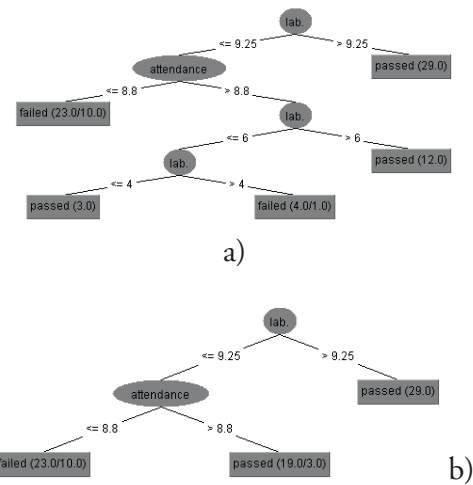 lab.
<= 9.25 > 9.25
attendance passed (29.0)
<= 8.8 > 8.8
failed (23.0/10.0) lab.
<= 6 > 6
lab. passed (12.0)
<= 4 > 4
passed (3.0) failed (4.0/1.0)
a)
lab.
<= 9.25 > 9.25
attendance passed (29.0)
<= 8.8 > 8.8
failed (23.0/10.0) passed (19.0/3.0) b)